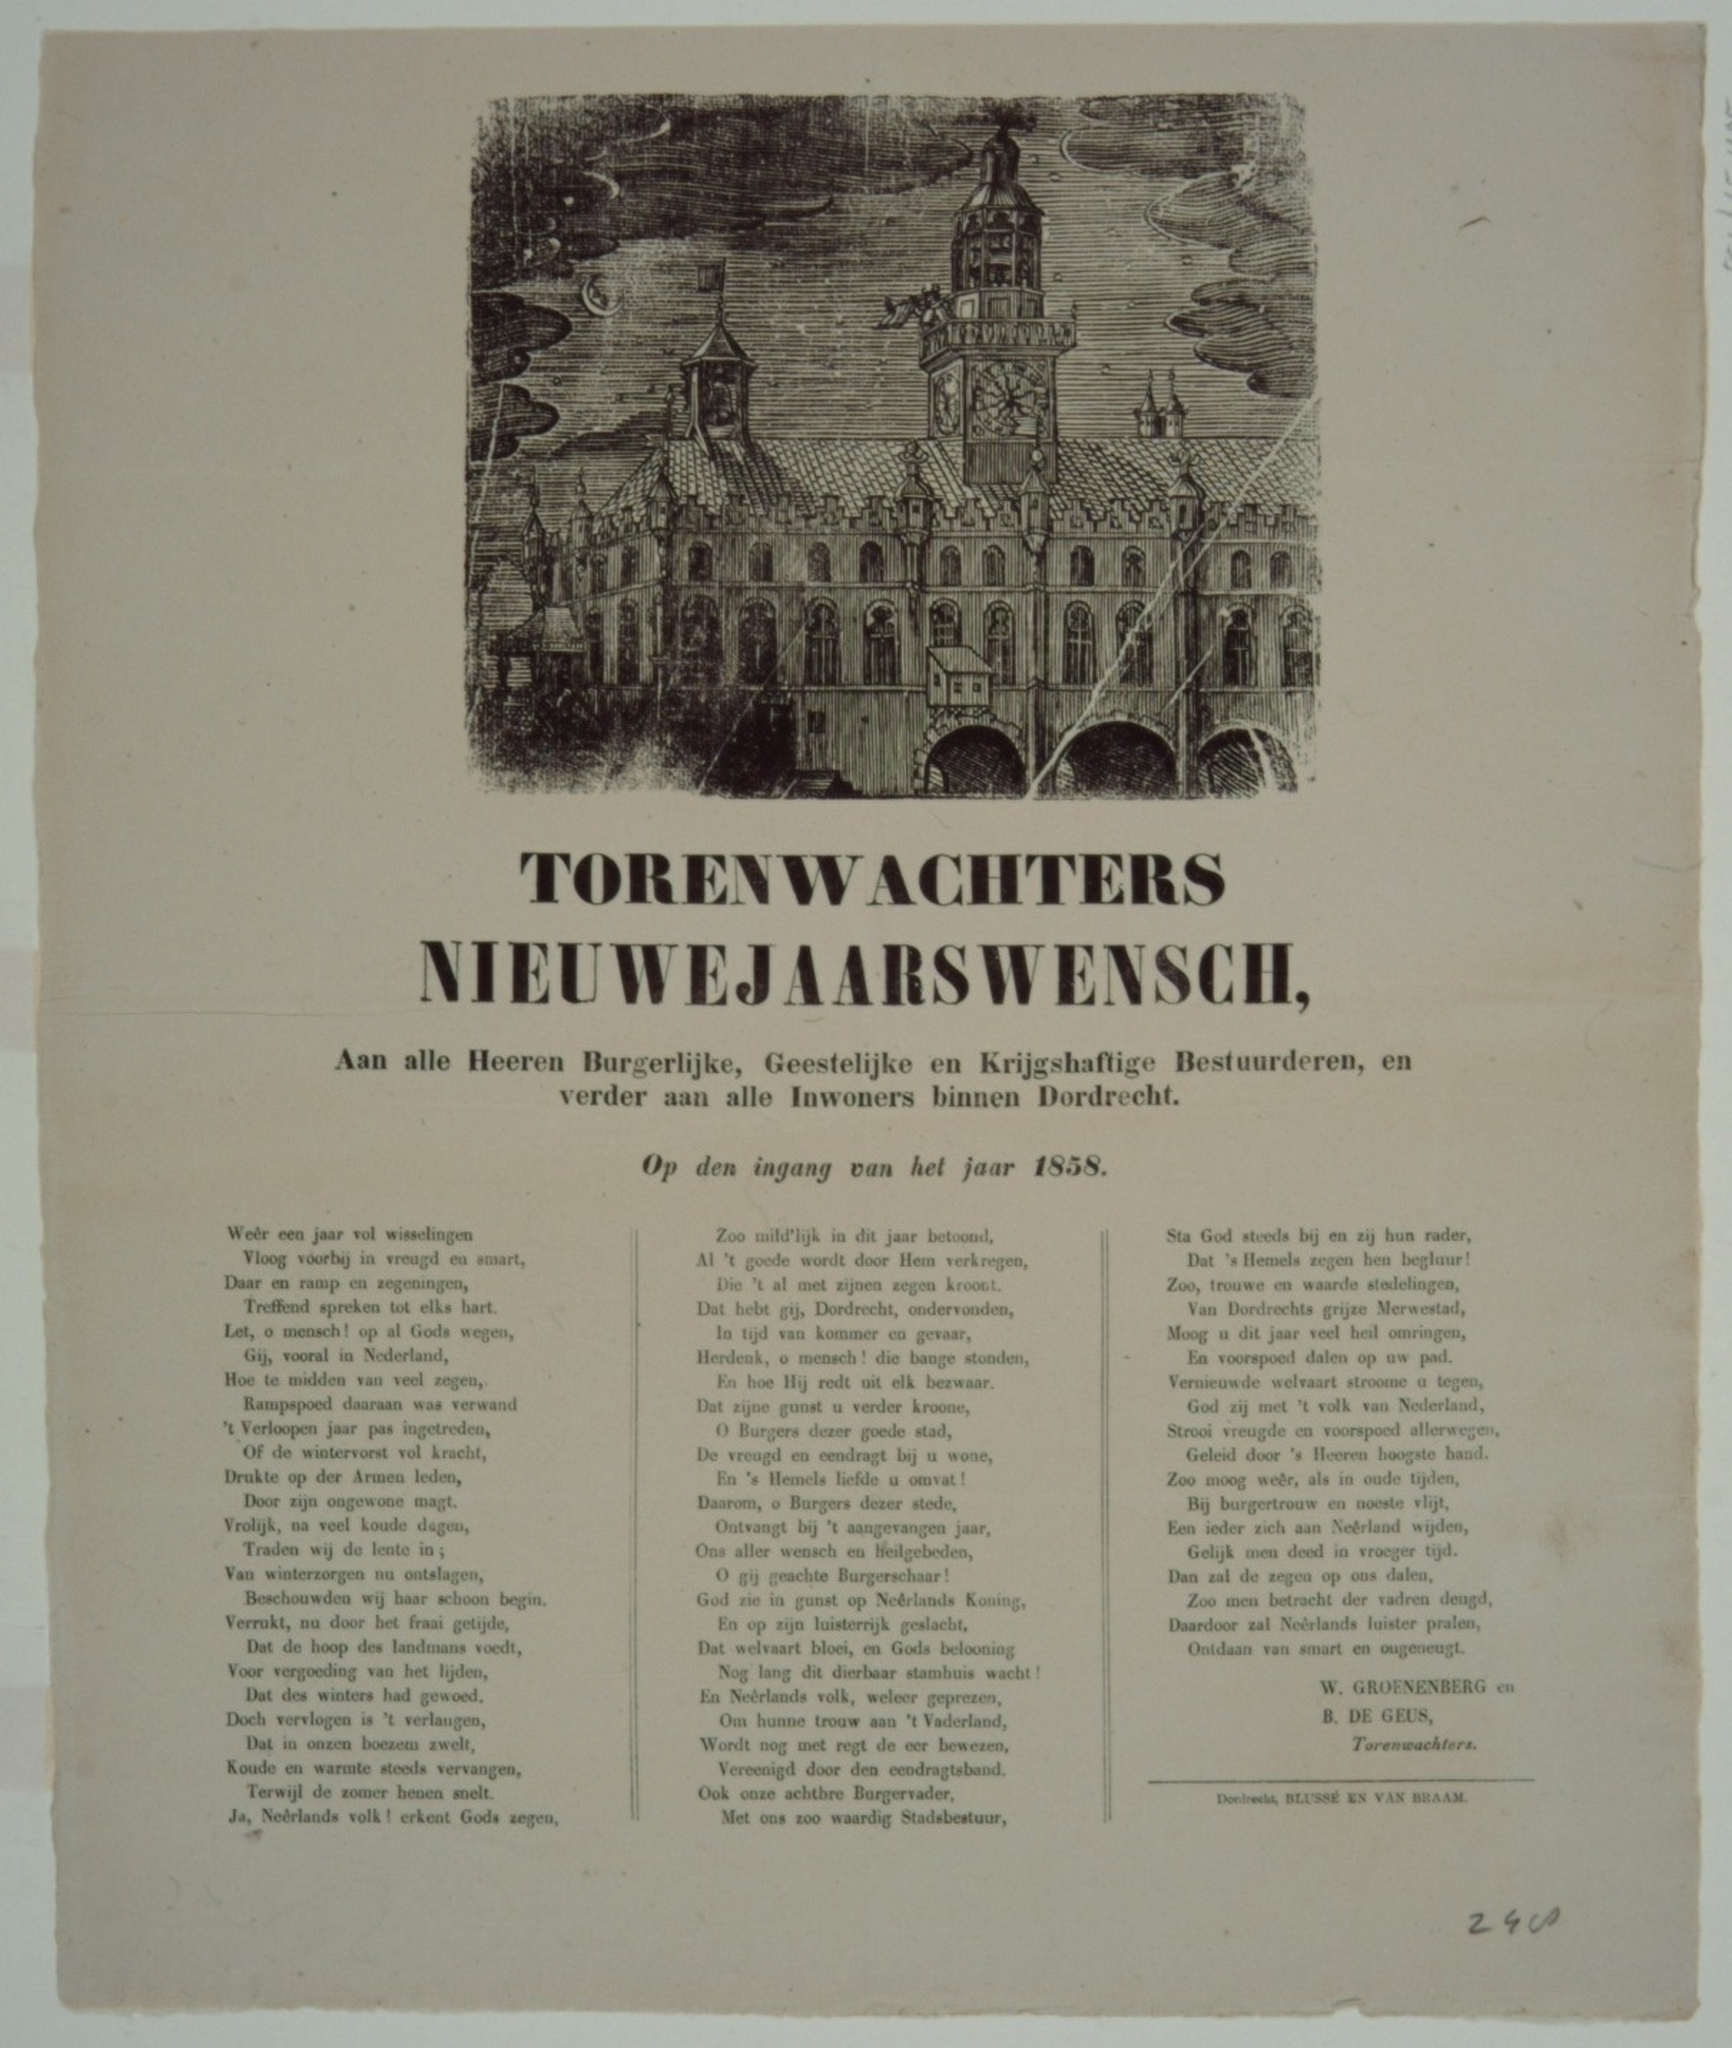 TORENWACHTERS
NIEUWEJAARSWENSCH,
Aan alle Heeren Burgerlijke, Geestelijke en Krijgshaftige Bestuurderen, en
verder aan alle Inwoners binnen Dordrecht.
Op den ingang van het jaar 1858.
Weêr een jaar vol wisselingen
Vloog voorbij in vreugd en smart,
Daar en ramp en zegeningen,
Treffend spreken tot elks hart.
Let, o mensch! op al Gods wegen,
Gij, vooral in Nederland,
Hoe te midden van veel zegen,
Rampspoed daaraan was verwand
't Verloopen jaar pas ingetreden,
Of de wintervorst vol kracht,
Drukte op der Armen leden,
Door zijn ongewone magt.
Vrolijk, na veel koude dagen,
Traden wij de lente in;
Van winterzorgen nu ontslagen,
Beschouwden wij haar schoon begin.
Verrukt, nu door het fraai getijde,
Dat de hoop des landmans voedt,
Voor vergoeding van het lijden,
Dat des winters had gewoed.
Doch vervlogen is 't verlangen,
Dat in onzen boezem zwelt,
Koude en warmte steeds vervangen,
Terwijl de zomer henen snelt.
Ja, Neêrlands volk! erkent Gods zegen,
Zoo mild'lijk in dit jaar betoond,
Al 't goede wordt door Hem verkregen,
Die 't al met zijnen zegen kroont.
Dat hebt gij, Dordrecht, ondervonden,
In tijd van kommer en gevaar,
Herdenk, o mensch! die bange stonden,
En hoe Hij redt uit elk bezwaar.
Dat zijne gunst u verder kroone,
O Burgers dezer goede stad,
De vreugd en eendragt bij u wone,
En 's Hemels liefde u omvat!
Daarom, o Burgers dezer stede,
Ontvangt bij 't aangevangen jaar,
Ons aller wensch en heilgebeden,
O gij geachte Burgerschaar!
God zie in gunst op Neêrlands Koning,
En op zijn luisterrijk geslacht,
Dat welvaart bloei, en Gods belooning
Nog lang dit dierbaar stamhuis wacht!
En Neêrlands volk, weleer geprezen,
Om hunne trouw aan 't Vaderland,
Wordt nog met regt de eer bewezen,
Vereenigd door den eendragtsband.
Ook onze achtbre Burgervader,
Met ons zoo waardig Stadsbestuur,
Sta God steeds bij en zij hun rader,
Dat 's Hemels zegen hen begluur!
Zoo, trouwe en waarde stedelingen,
Van Dordrechts grijze Merwestad,
Moog u dit jaar veel heil omringen,
En voorspoed dalen op uw pad.
Vernieuwde welvaart stroome u tegen,
God zij met 't volk van Nederland,
Strooi vreugde en voorspoed allerwegen,
Geleid door 's Heeren hoogste hand.
Zoo moog weêr, als in oude tijden,
Bij burgertrouw en noeste vlijt,
Een ieder zich aan Neêrland wijden,
Gelijk men deed in vroeger tijd.
Dan zal de zegen op ons dalen,
Zoo men betracht der vadren deugd,
Daardoor zal Neêrlands luister pralen,
Ontdaan van smart en ongeneugt.
W. GROENENBERG en
B. DE GEUS,
Torenwachters.
Dordrecht, BLUSSÉ EN VAN BRAAM.